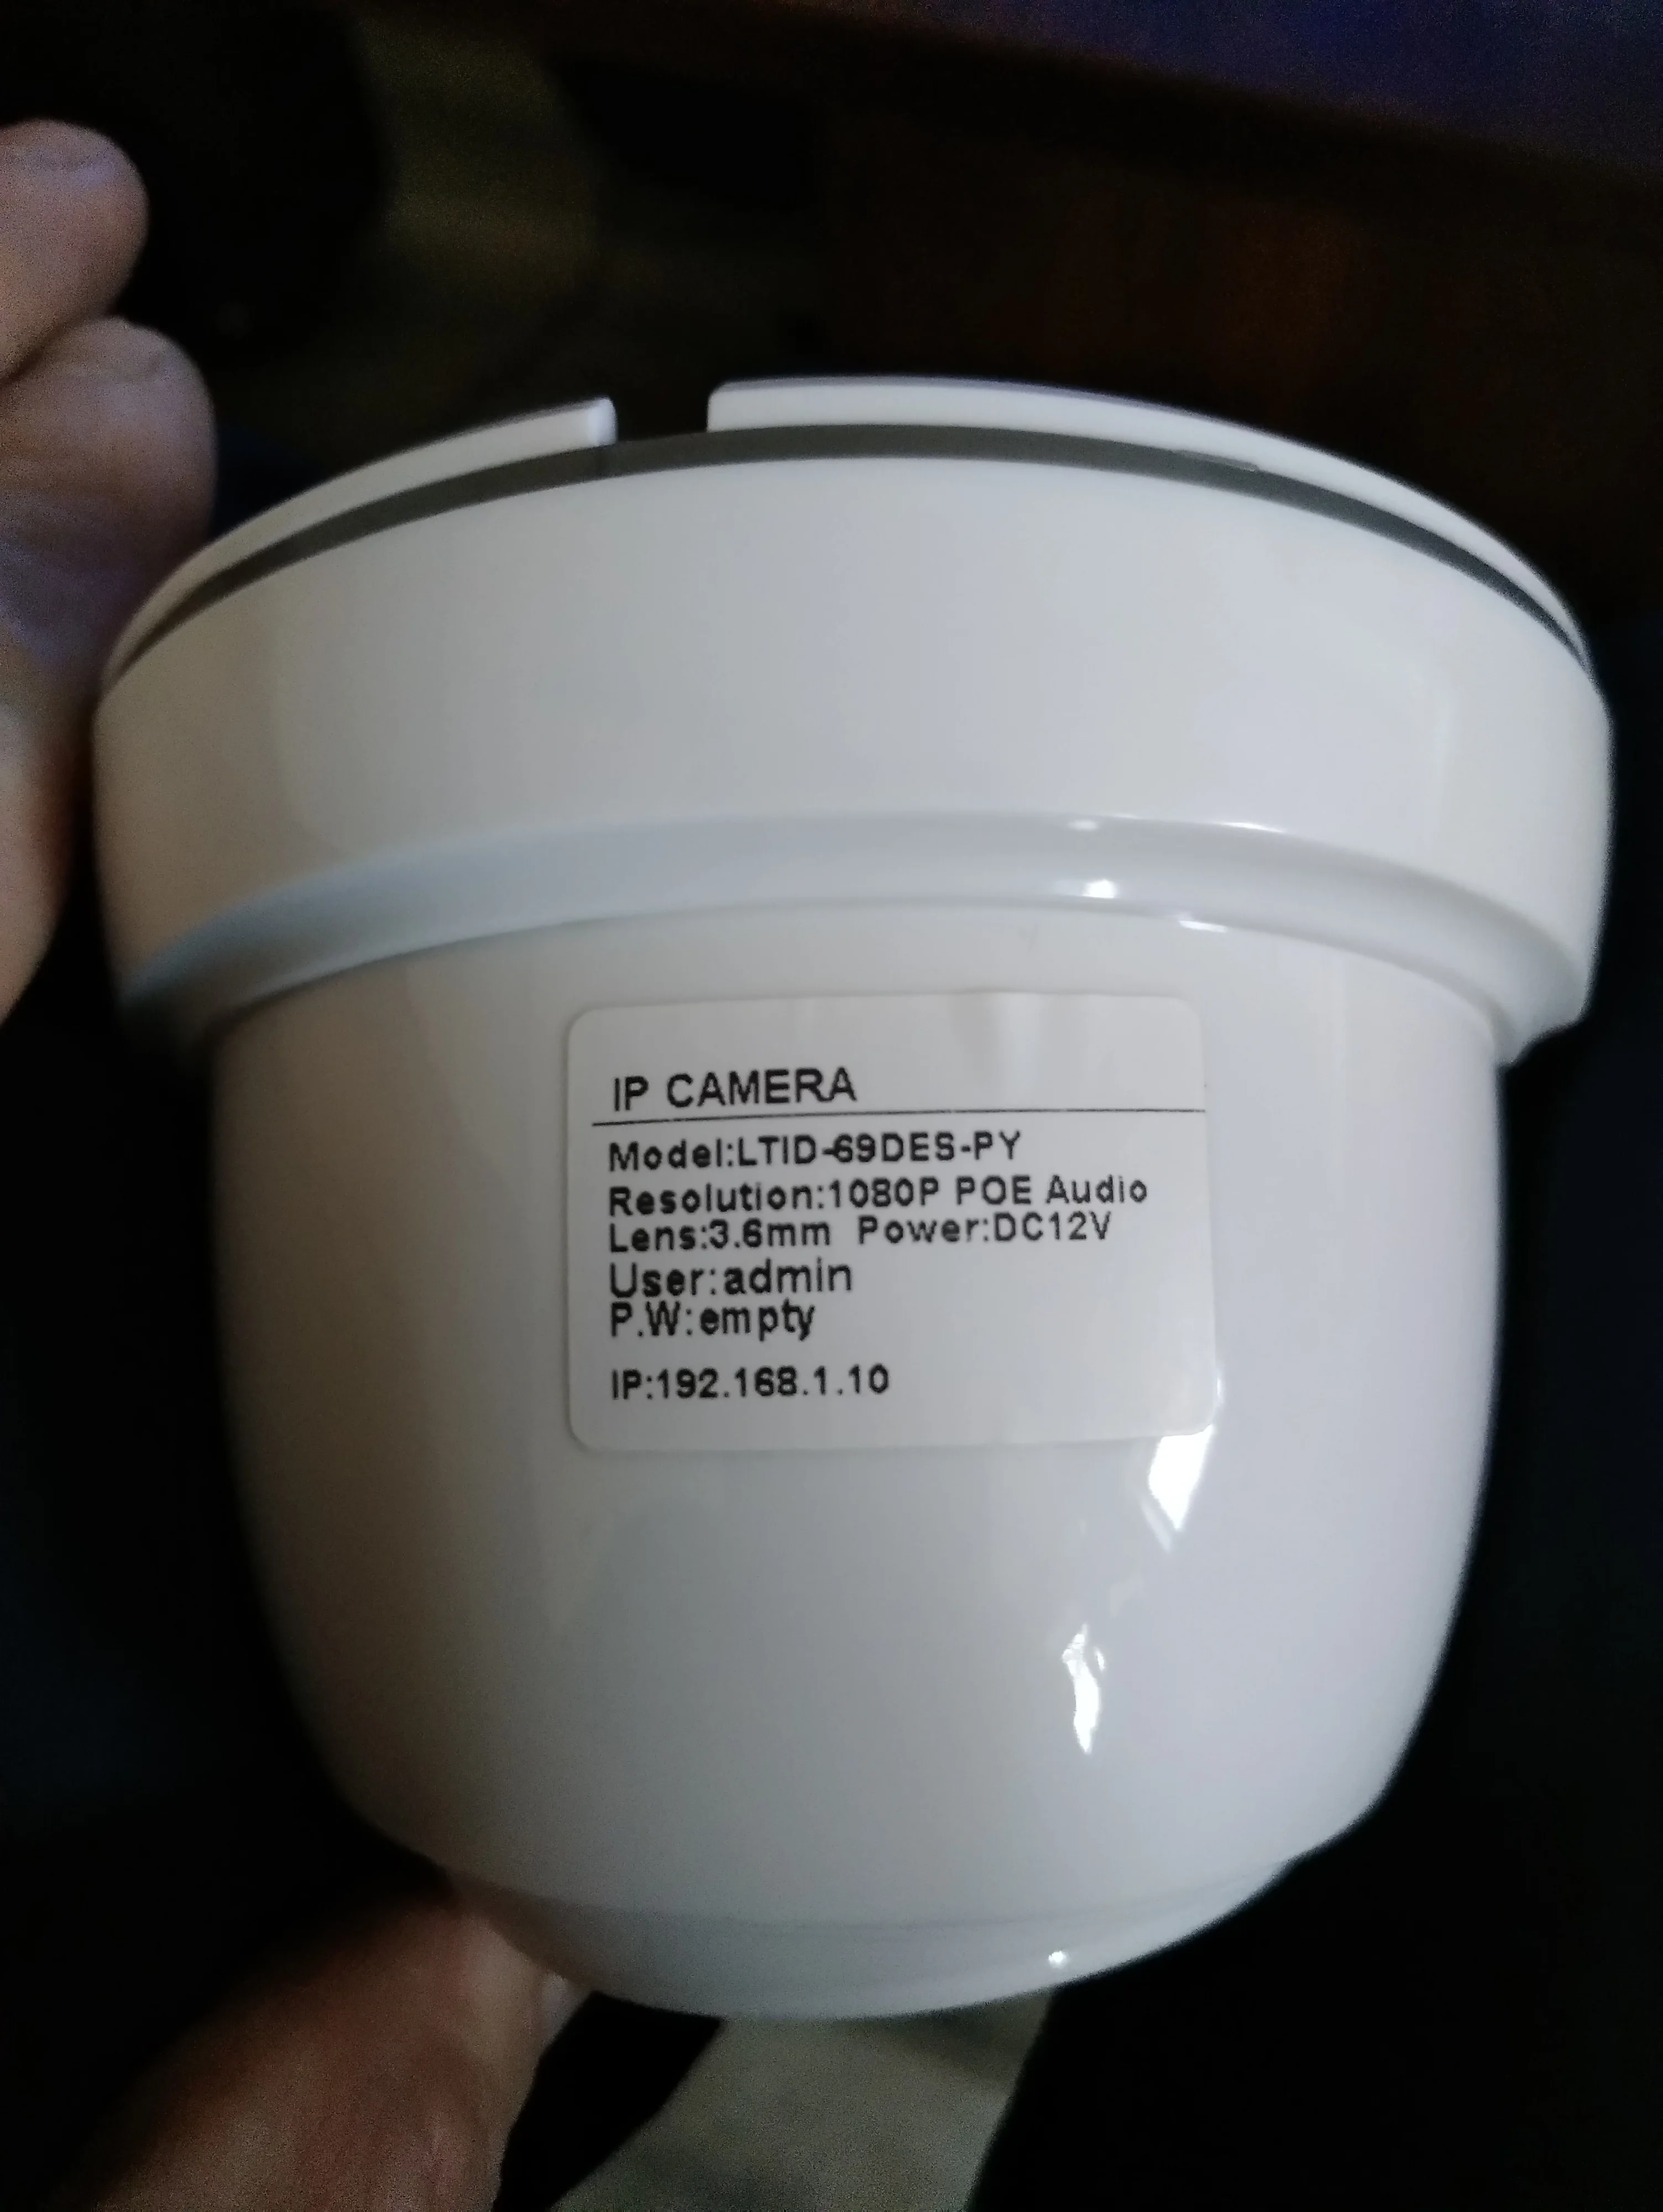 IP CAMERA
Model:LTID-69DES-PY
Resolution:1080P POE Audio
Lens:3.6mm Power:DC12V
User:admin
P.W:empty
IP:192.168.1.10